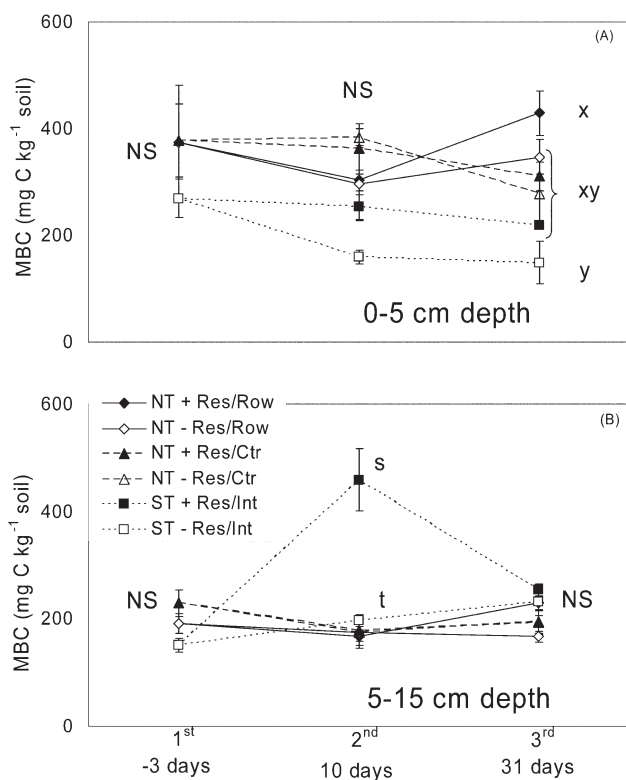 600
(A)
NS
x
400
NS
MBC (mg C kg⁻¹ soil)
xy
200
y
0-5 cm depth
0
600
NT + Res/Row
(B)
NT - Res/Row
NT + Res/Ctr
NT - Res/Ctr
s
ST + Res/Int
400
ST - Res/Int
MBC (mg C kg⁻¹ soil)
NS
t
NS
200
5-15 cm depth
0
1st 2nd 3rd
-3 days 10 days 31 days